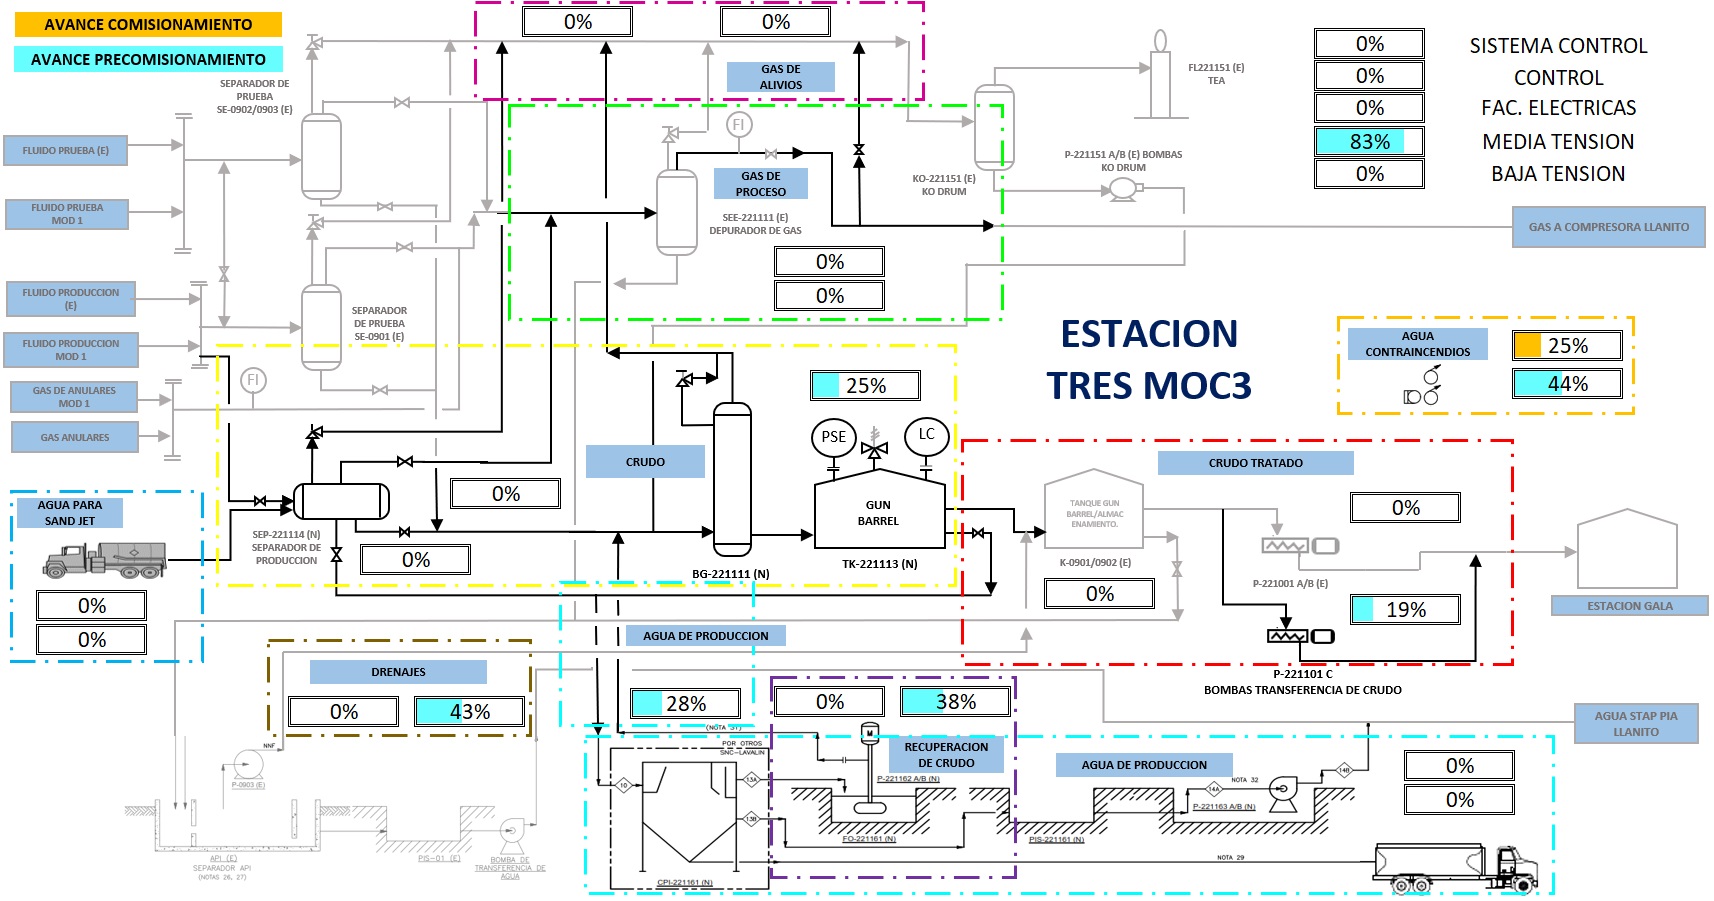 AVANCE COMISIONAMIENTO
AVANCE PRECOMISIONAMIENTO
0%
0%
GAS DE
ALIVIOS
SEPARADOR DE
PRUEBA
SE-0902/0903 (E)
FL221151 (E)
TEA
0%
SISTEMA CONTROL
0%
CONTROL
0%
FAC. ELECTRICAS
83%
MEDIA TENSION
0%
BAJA TENSION
FLUIDO PRUEBA (E)
FLUIDO PRUEBA
MOD 1
FI
GAS DE
PROCESO
SEE-221111 (E)
DEPURADOR DE GAS
KO-221151 (E)
KO DRUM
P-221151 A/B (E) BOMBAS
KO DRUM
GAS A COMPRESORA LLANITO
0%
0%
FLUIDO PRODUCCION
(E)
FLUIDO PRODUCCION
MOD 1
SEPARADOR
DE PRUEBA
SE-0901 (E)
GAS DE ANULARES
MOD 1
GAS ANULARES
FI
ESTACION
TRES MOC3
AGUA
CONTRAINCENDIOS
25%
44%
25%
PSE
LC
CRUDO
GUN
BARREL
0%
0%
SEP-221114 (N)
SEPARADOR DE
PRODUCCION
BG-221111 (N)
TK-221113 (N)
AGUA PARA
SAND JET
0%
0%
CRUDO TRATADO
TANQUE GUN
BARREL/ALMAC
ENAMIENTO.
K-0901/0902 (E)
0%
0%
P-221001 A/B (E)
19%
P-221101 C
BOMBAS TRANSFERENCIA DE CRUDO
ESTACION GALA
AGUA DE PRODUCCION
28%
DRENAJES
0%
43%
0%
38%
RECUPERACION
DE CRUDO
AGUA DE PRODUCCION
0%
0%
AGUA STAP PIA
LLANITO
(NOTA 31)
POR OTROS
SNC-LAVALIN
10
13A
13B
M
P-221162 A/B (N)
FO-221161 (N)
PIS-221161 (N)
14A
NOTA 32
P-221163 A/B (N)
14B
NOTA 29
CPI-221161 (N)
NNF
P-0903 (E)
API (E)
SEPARADOR API
(NOTAS 26, 27)
PIS-01 (E)
BOMBA DE
TRANSFERENCIA DE
AGUA